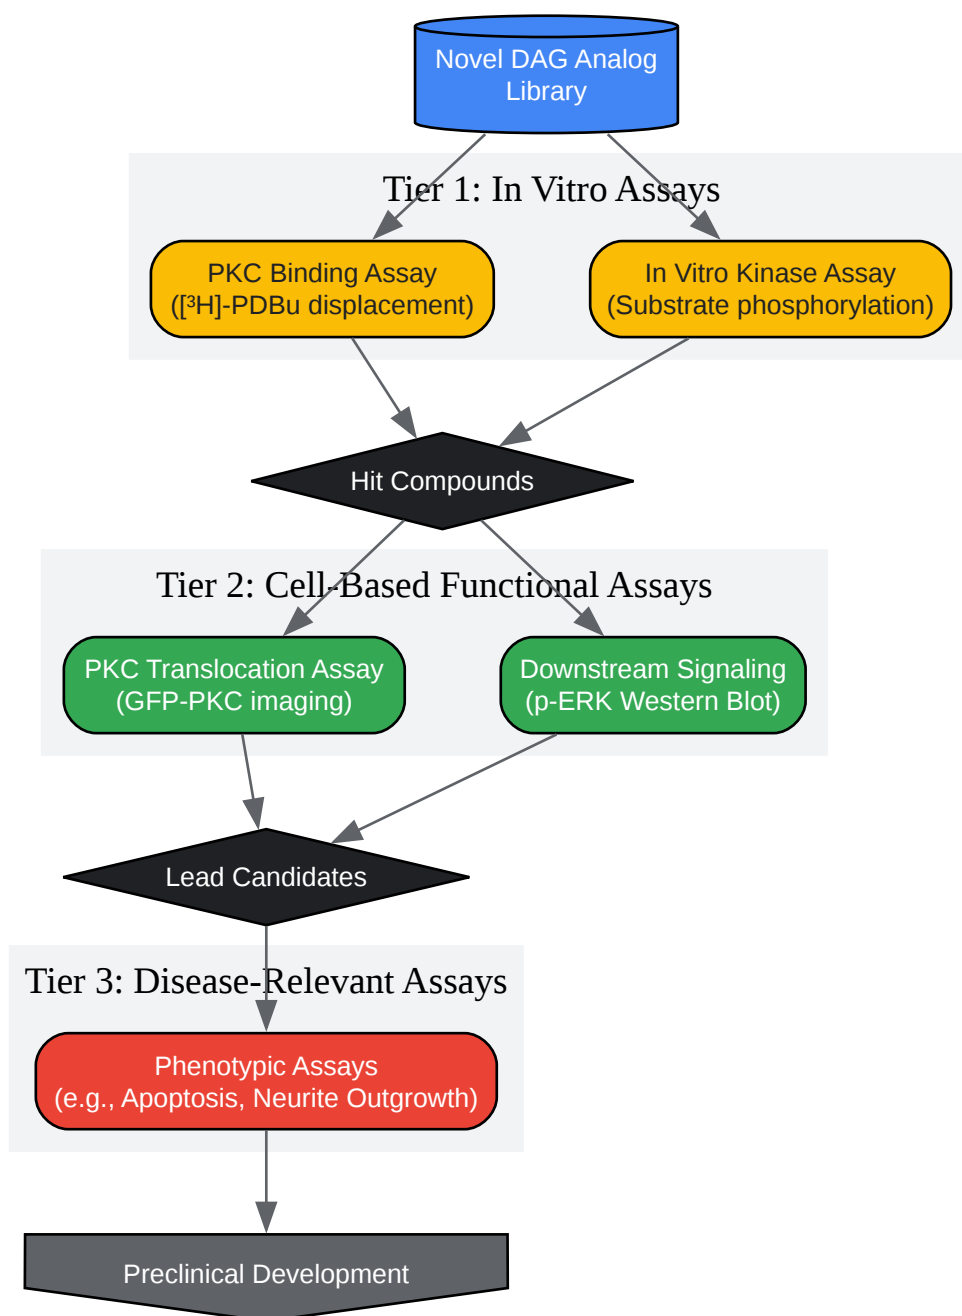 Novel DAG Analog
Library
Tier 1: In Vitro Assays
PKC Binding Assay
([³H]-PDBu displacement)
In Vitro Kinase Assay
(Substrate phosphorylation)
Hit Compounds
Tier 2: Cell-Based Functional Assays
PKC Translocation Assay
(GFP-PKC imaging)
Downstream Signaling
(p-ERK Western Blot)
Lead Candidates
Tier 3: Disease-Relevant Assays
Phenotypic Assays
(e.g., Apoptosis, Neurite Outgrowth)
Preclinical Development